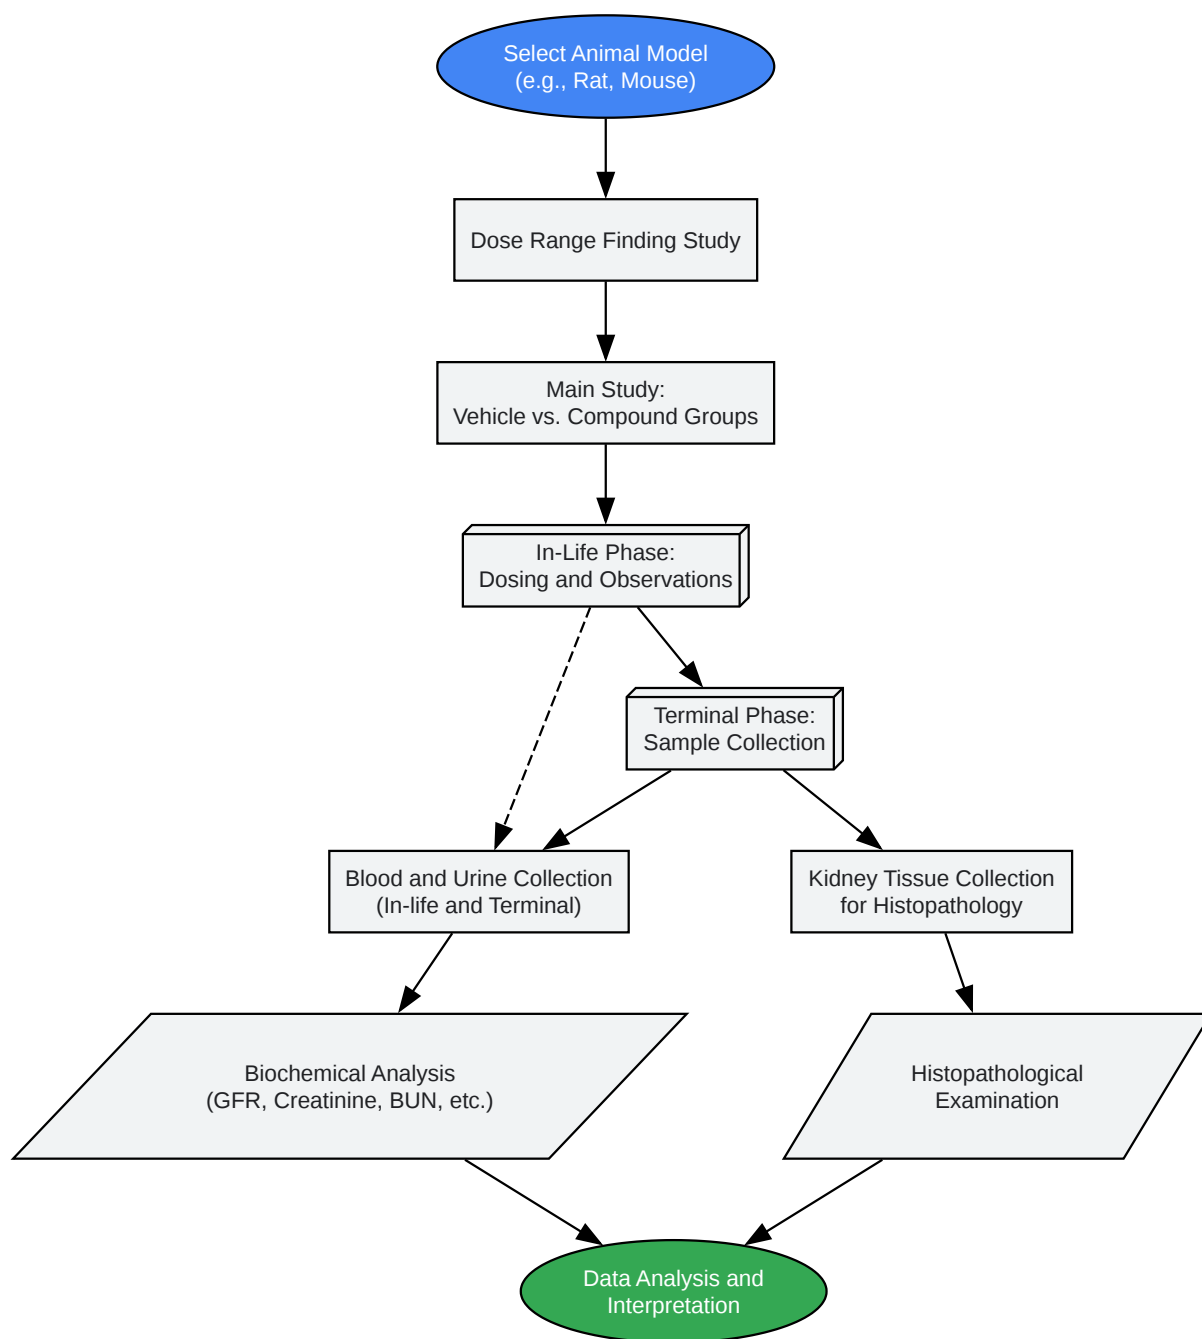 Select Animal Model
(e.g., Rat, Mouse)
Dose Range Finding Study
Main Study:
Vehicle vs. Compound Groups
In-Life Phase:
Dosing and Observations
Terminal Phase:
Sample Collection
Blood and Urine Collection
(In-life and Terminal)
Kidney Tissue Collection
for Histopathology
Biochemical Analysis
(GFR, Creatinine, BUN, etc.)
Histopathological
Examination
Data Analysis and
Interpretation